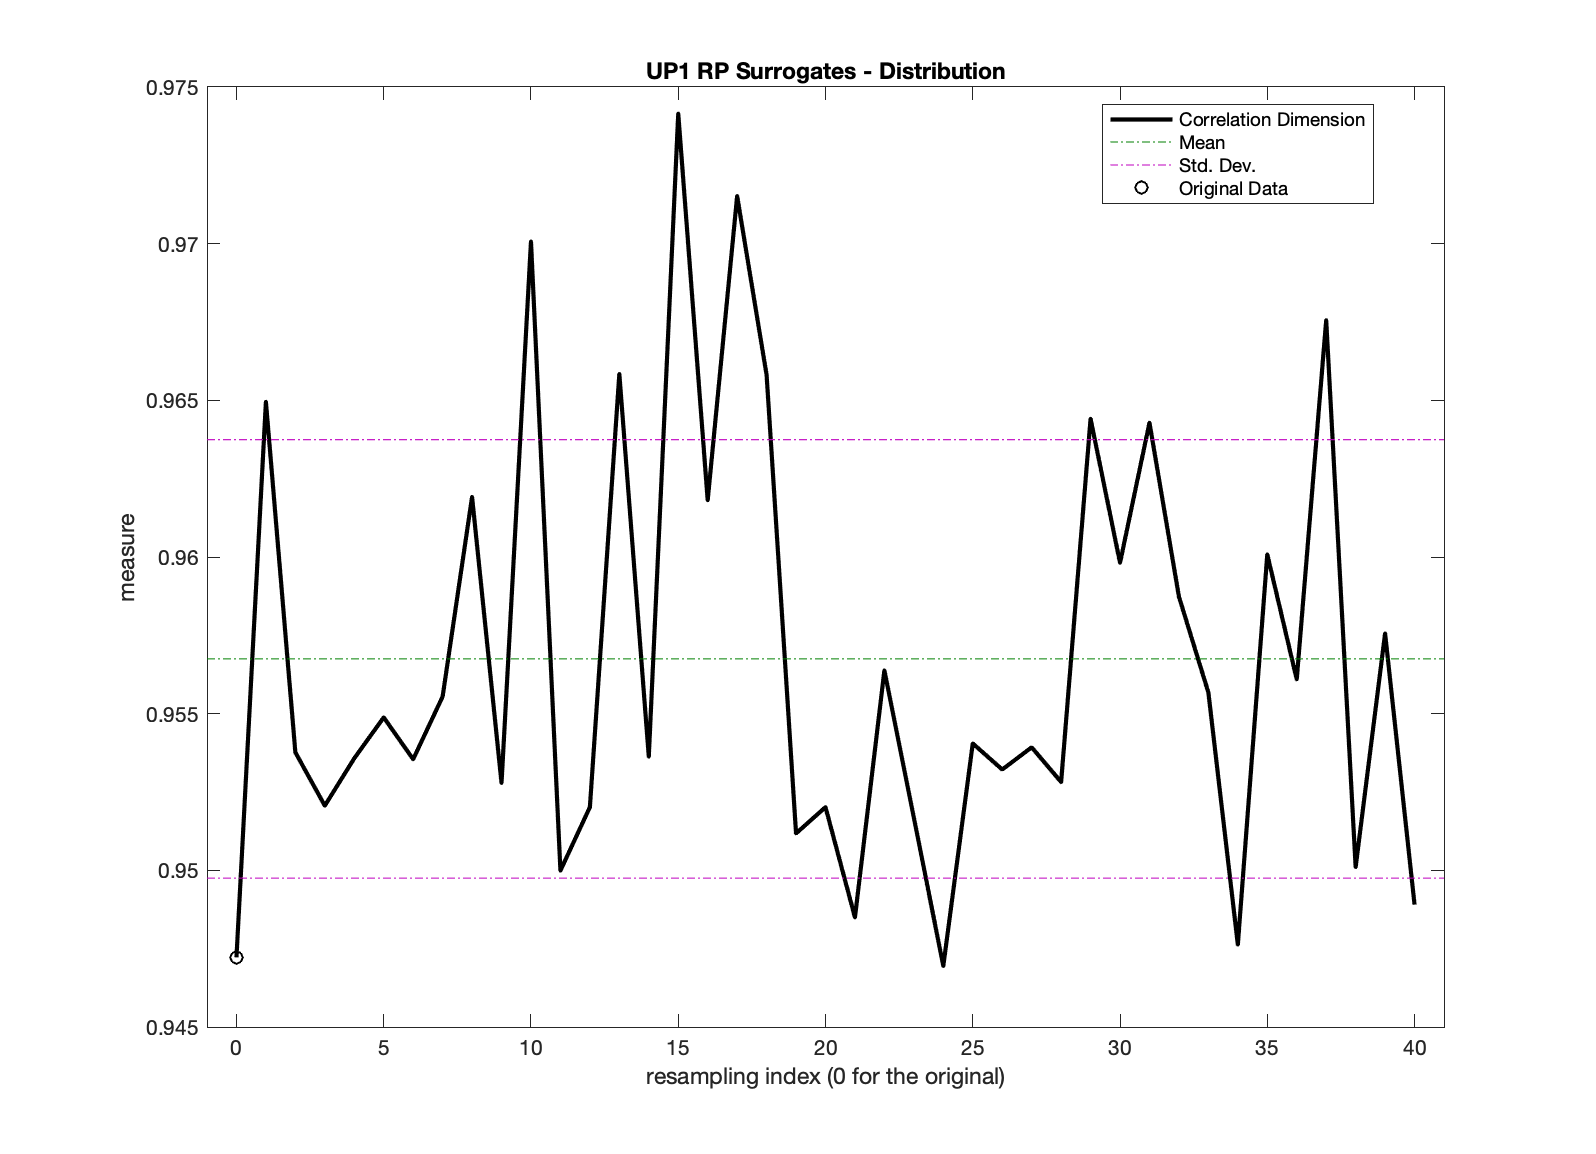 UP1 RP Surrogates - Distribution
Correlation Dimension
Mean
Std. Dev.
Original Data
0.975
0.97
0.965
0.96
0.955
0.95
0.945
measure
0 5 10 15 20 25 30 35 40
resampling index (0 for the original)